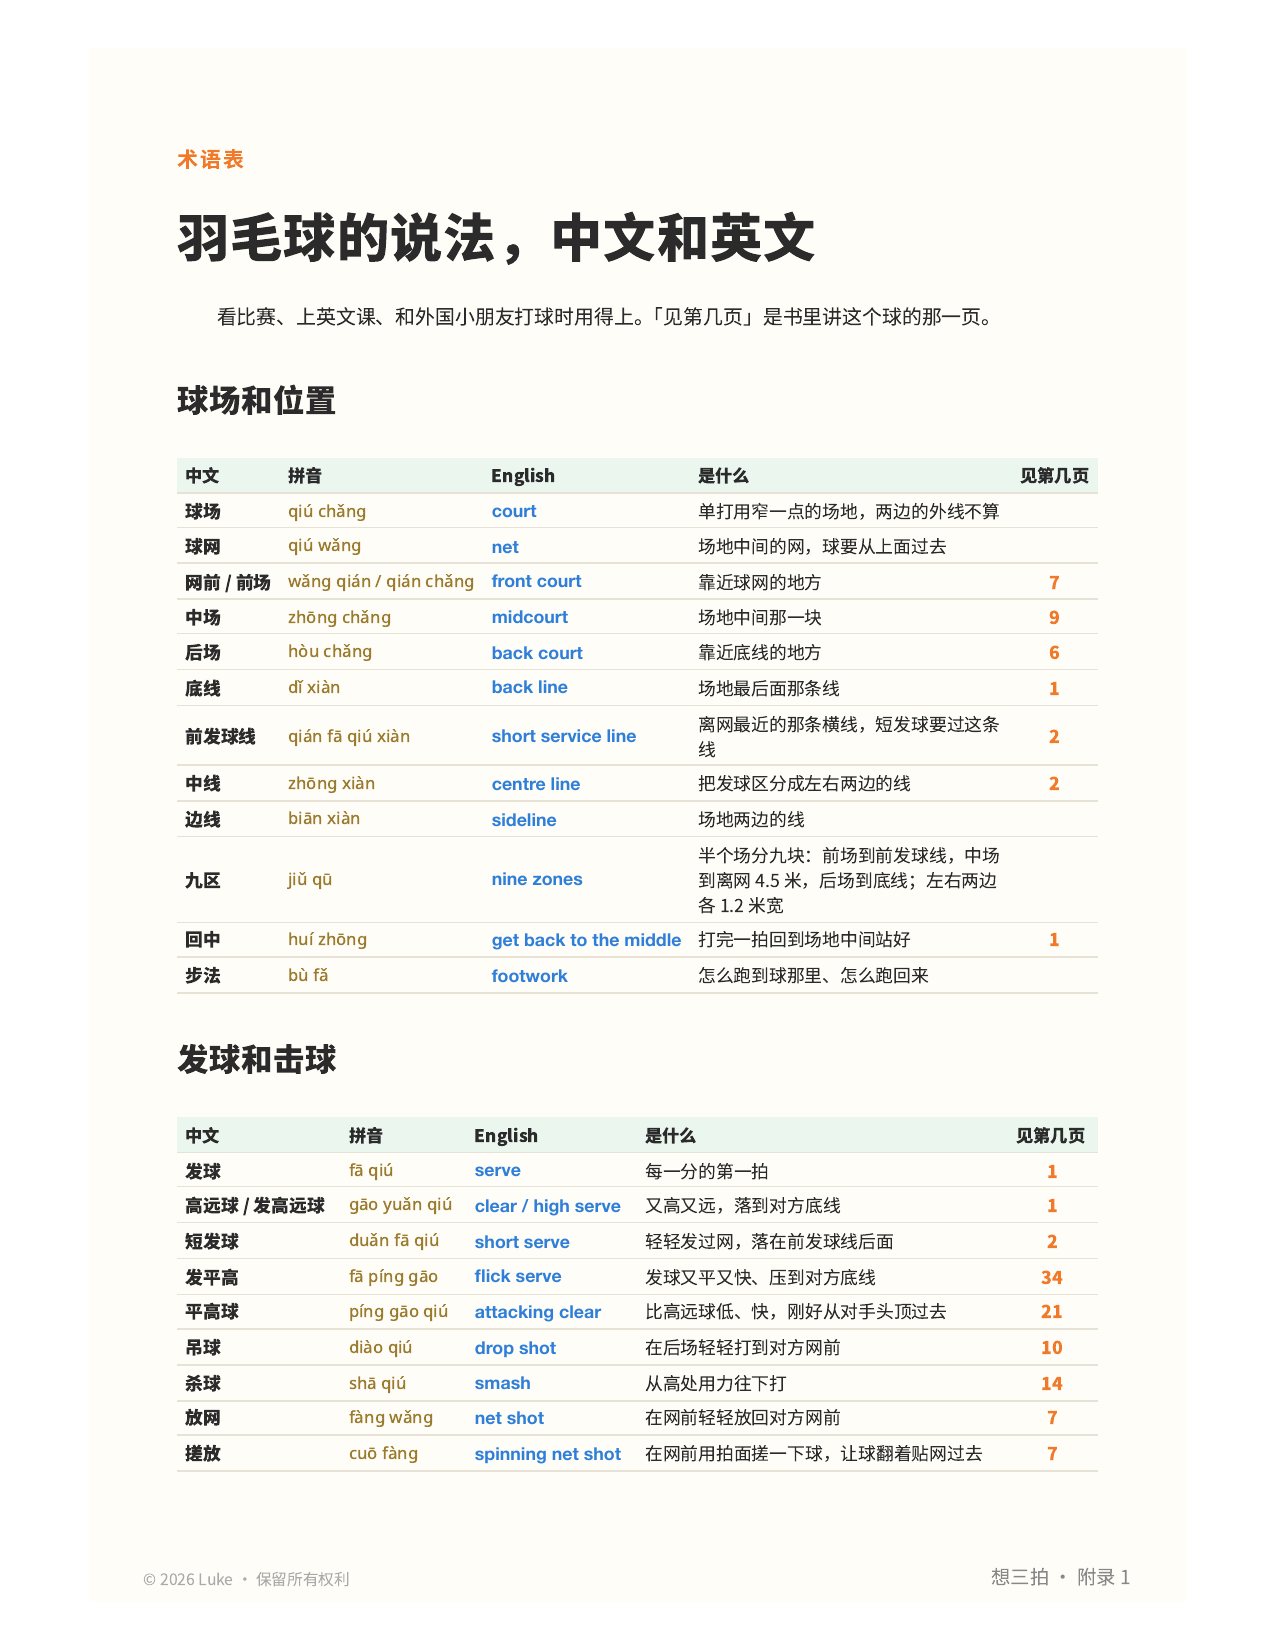 术语表
羽毛球的说法，中文和英文
看比赛、上英文课、和外国小朋友打球时用得上。「见第几页」是书里讲这个球的那一页。
球场和位置
中文 拼音 English 是什么 见第几页
球场 qiú chǎng court 单打用窄一点的场地，两边的外线不算
球网 qiú wǎng net 场地中间的网，球要从上面过去
网前 / 前场 wǎng qián / qián chǎng front court 靠近球网的地方 7
中场 zhōng chǎng midcourt 场地中间那一块 9
后场 hòu chǎng back court 靠近底线的地方 6
底线 dǐ xiàn back line 场地最后面那条线 1
前发球线 qián fā qiú xiàn short service line 离网最近的那条横线，短发球要过这条
线 2
中线 zhōng xiàn centre line 把发球区分成左右两边的线 2
边线 biān xiàn sideline 场地两边的线
九区 jiǔ qū nine zones 半个场分九块：前场到前发球线，中场
到离网 4.5 米，后场到底线；左右两边
各 1.2 米宽
回中 huí zhōng get back to the middle 打完一拍回到场地中间站好 1
步法 bù fǎ footwork 怎么跑到球那里、怎么跑回来
发球和击球
中文 拼音 English 是什么 见第几页
发球 fā qiú serve 每一分的第一拍 1
高远球 / 发高远球 gāo yuǎn qiú clear / high serve 又高又远，落到对方底线 1
短发球 duǎn fā qiú short serve 轻轻发过网，落在前发球线后面 2
发平高 fā píng gāo flick serve 发球又平又快、压到对方底线 34
平高球 píng gāo qiú attacking clear 比高远球低、快，刚好从对手头顶过去 21
吊球 diào qiú drop shot 在后场轻轻打到对方网前 10
杀球 shā qiú smash 从高处用力往下打 14
放网 fàng wǎng net shot 在网前轻轻放回对方网前 7
搓放 cuō fàng spinning net shot 在网前用拍面搓一下球，让球翻着贴网过去 7
© 2026 Luke · 保留所有权利
想三拍 · 附录 1